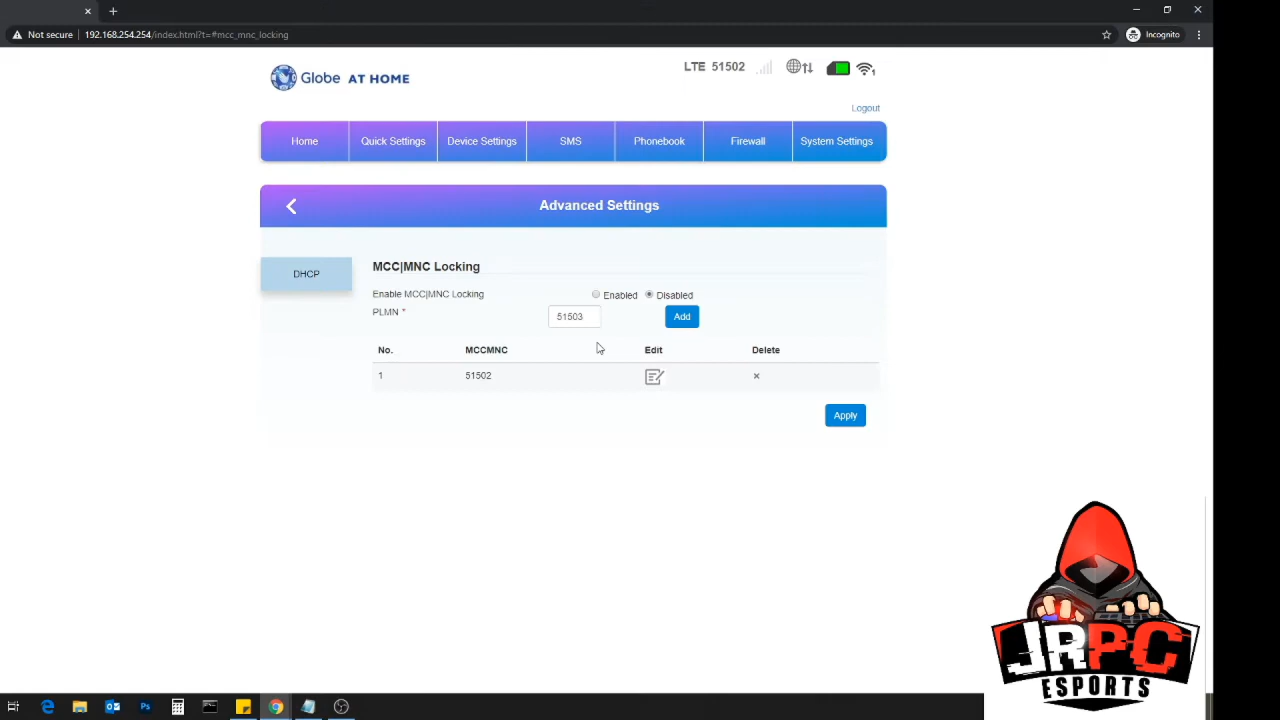 Not secure 192.168.254.254/index.html?t=#mcc_mnc_locking Incognito
Globe AT HOME
LTE 51502
1
Logout
Home Quick Settings Device Settings SMS Phonebook Firewall System Settings
Advanced Settings
DHCP
MCC|MNC Locking
Enable MCC|MNC Locking Enabled Disabled
PLMN * 51503 Add
No. MCCMNC Edit Delete
1 51502 ×
Apply
JRPC
ESPORTS